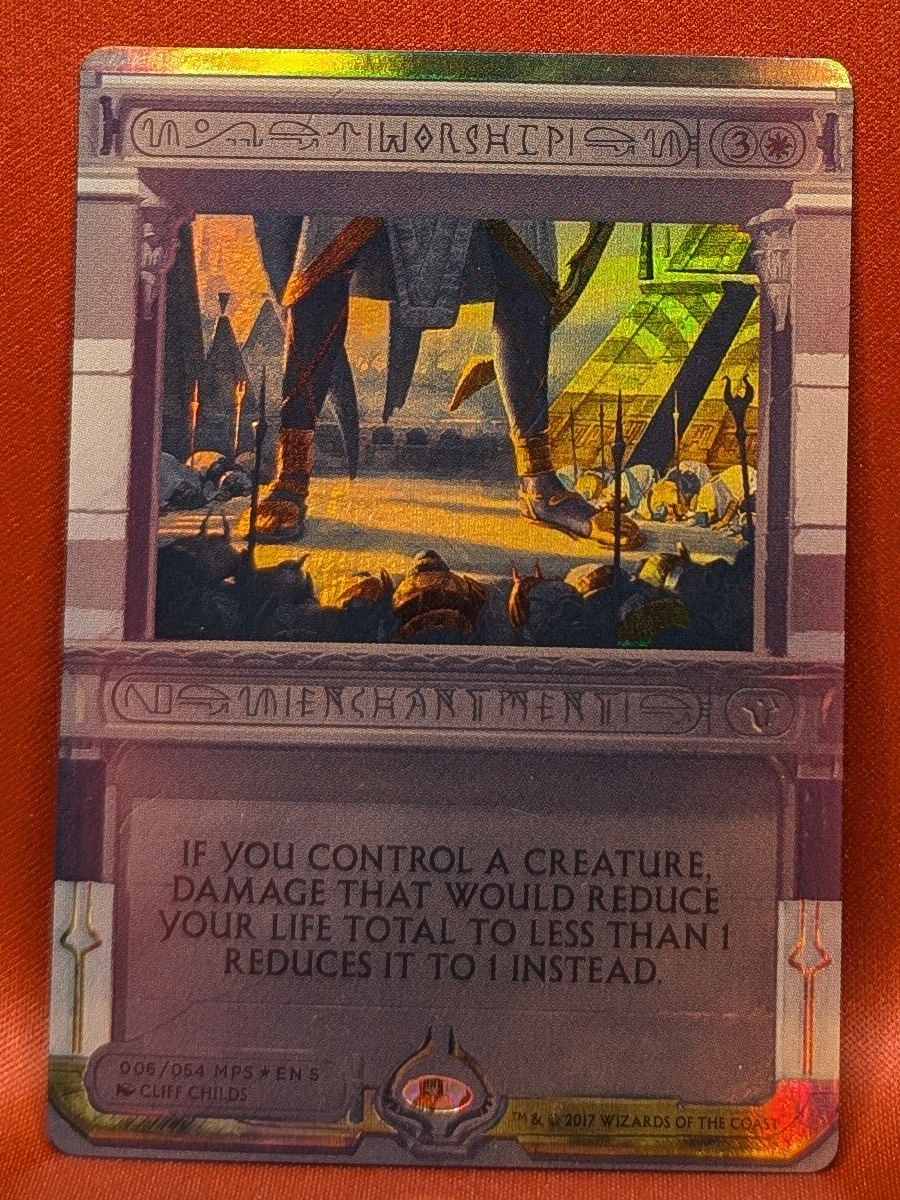 WORSHIP 3
ENCHANTMENT
IF YOU CONTROL A CREATURE,
DAMAGE THAT WOULD REDUCE
YOUR LIFE TOTAL TO LESS THAN 1
REDUCES IT TO 1 INSTEAD.
006/054 MPS★EN S
CLIFF CHILDS
™ & © 2017 WIZARDS OF THE COAST